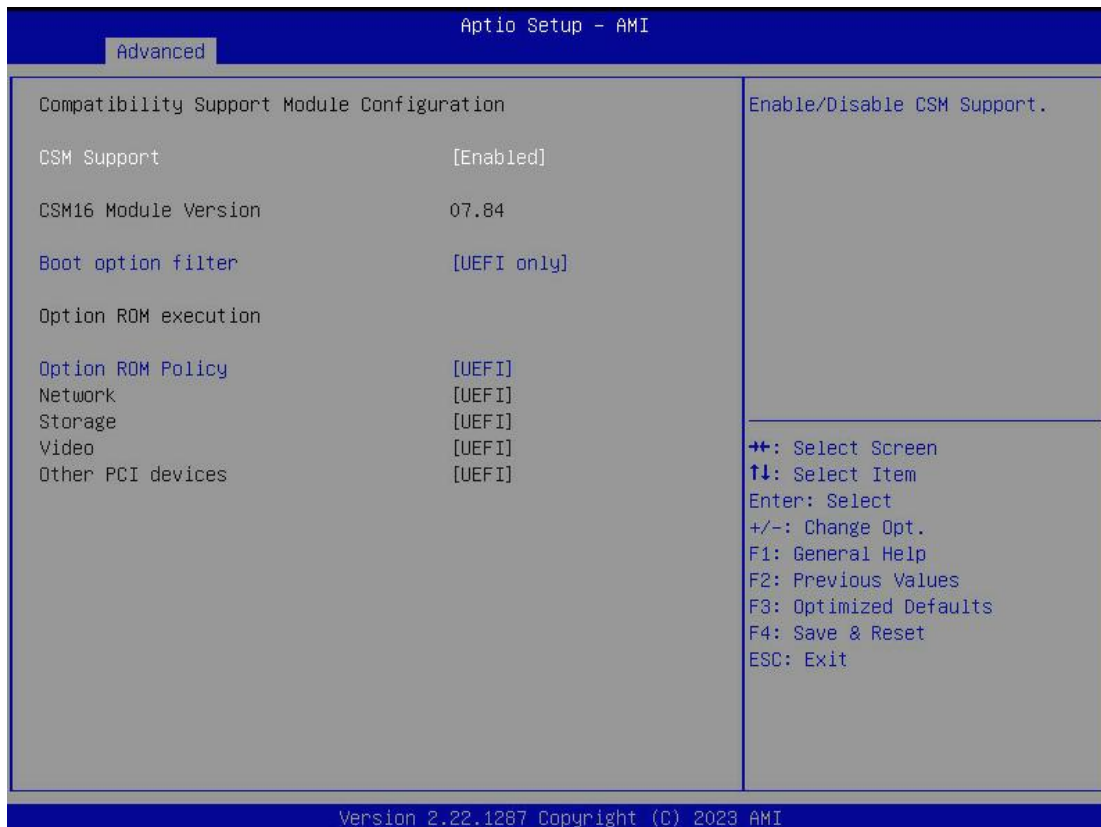 Aptio Setup – AMI
Advanced
Compatibility Support Module Configuration
CSM Support [Enabled]
CSM16 Module Version 07.84
Boot option filter [UEFI only]
Option ROM execution
Option ROM Policy [UEFI]
Network [UEFI]
Storage [UEFI]
Video [UEFI]
Other PCI devices [UEFI]
Enable/Disable CSM Support.
→←: Select Screen
↑↓: Select Item
Enter: Select
+/-: Change Opt.
F1: General Help
F2: Previous Values
F3: Optimized Defaults
F4: Save & Reset
ESC: Exit
Version 2.22.1287 Copyright (C) 2023 AMI